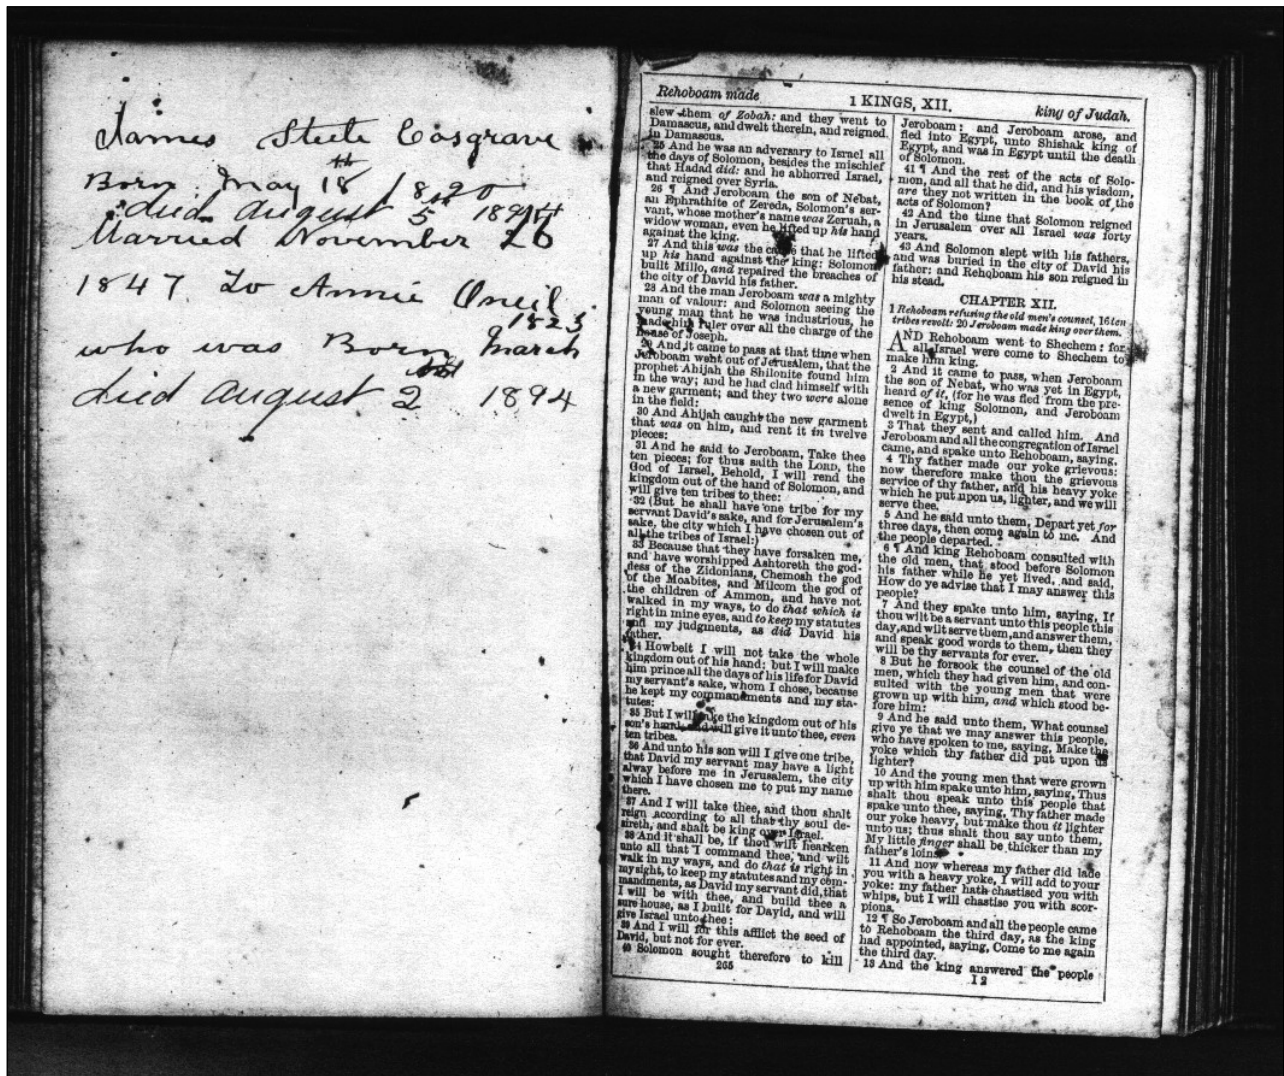 James Steele Cosgrave
Born May 18th 1820
died August 5th 1894
Married November 26
1847 To Annie Oneil
1823
who was Born March
died August 2nd 1894
Rehoboam made
1 KINGS, XII.
king of Judah.
slew them of Zobah: and they went to
Damascus, and dwelt therein, and reigned
in Damascus.
25 And he was an adversary to Israel all
the days of Solomon, besides the mischief
that Hadad did: and he abhorred Israel,
and reigned over Syria.
26 ¶ And Jeroboam the son of Nebat,
an Ephrathite of Zereda, Solomon's ser-
vant, whose mother's name was Zeruah, a
widow woman, even he lifted up his hand
against the king.
27 And this was the cause that he lifted
up his hand against the king: Solomon
built Millo, and repaired the breaches of
the city of David his father.
28 And the man Jeroboam was a mighty
man of valour: and Solomon seeing the
young man that he was industrious, he
made him ruler over all the charge of the
house of Joseph.
29 And it came to pass at that time when
Jeroboam went out of Jerusalem, that the
prophet Ahijah the Shilonite found him
in the way; and he had clad himself with
a new garment; and they two were alone
in the field:
30 And Ahijah caught the new garment
that was on him, and rent it in twelve
pieces:
31 And he said to Jeroboam, Take thee
ten pieces; for thus saith the LORD, the
God of Israel, Behold, I will rend the
kingdom out of the hand of Solomon, and
will give ten tribes to thee:
32 (But he shall have one tribe for my
servant David's sake, and for Jerusalem's
sake, the city which I have chosen out of
all the tribes of Israel:)
33 Because that they have forsaken me,
and have worshipped Ashtoreth the god-
dess of the Zidonians, Chemosh the god
of the Moabites, and Milcom the god of
the children of Ammon, and have not
walked in my ways, to do that which is
right in mine eyes, and to keep my statutes
and my judgments, as did David his
father.
34 Howbeit I will not take the whole
kingdom out of his hand: but I will make
him prince all the days of his life for David
my servant's sake, whom I chose, because
he kept my commandments and my sta-
tutes:
35 But I will take the kingdom out of his
son's hand, and will give it unto thee, even
ten tribes.
36 And unto his son will I give one tribe,
that David my servant may have a light
alway before me in Jerusalem, the city
which I have chosen me to put my name
there.
37 And I will take thee, and thou shalt
reign according to all that thy soul de-
sireth, and shalt be king over Israel.
38 And it shall be, if thou wilt hearken
unto all that I command thee, and wilt
walk in my ways, and do that is right in
my sight, to keep my statutes and my com-
mandments, as David my servant did, that
I will be with thee, and build thee a
sure house, as I built for David, and will
give Israel unto thee:
39 And I will for this afflict the seed of
David, but not for ever.
40 Solomon sought therefore to kill
265
Jeroboam: and Jeroboam arose, and
fled into Egypt, unto Shishak king of
Egypt, and was in Egypt until the death
of Solomon.
41 ¶ And the rest of the acts of Solo-
mon, and all that he did, and his wisdom,
are they not written in the book of the
acts of Solomon?
42 And the time that Solomon reigned
in Jerusalem over all Israel was forty
years.
43 And Solomon slept with his fathers,
and was buried in the city of David his
father: and Rehoboam his son reigned in
his stead.
CHAPTER XII.
1 Rehoboam refusing the old men's counsel, 16 ten
tribes revolt: 20 Jeroboam made king over them.
AND Rehoboam went to Shechem: for
all Israel were come to Shechem to
make him king.
2 And it came to pass, when Jeroboam
the son of Nebat, who was yet in Egypt,
heard of it, (for he was fled from the pre-
sence of king Solomon, and Jeroboam
dwelt in Egypt,)
3 That they sent and called him. And
Jeroboam and all the congregation of Israel
came, and spake unto Rehoboam, saying,
4 Thy father made our yoke grievous:
now therefore make thou the grievous
service of thy father, and his heavy yoke
which he put upon us, lighter, and we will
serve thee.
5 And he said unto them, Depart yet for
three days, then come again to me. And
the people departed.
6 ¶ And king Rehoboam consulted with
the old men, that stood before Solomon
his father while he yet lived, and said,
How do ye advise that I may answer this
people?
7 And they spake unto him, saying, If
thou wilt be a servant unto this people this
day, and wilt serve them, and answer them,
and speak good words to them, then they
will be thy servants for ever.
8 But he forsook the counsel of the old
men, which they had given him, and con-
sulted with the young men that were
grown up with him, and which stood be-
fore him:
9 And he said unto them, What counsel
give ye that we may answer this people,
who have spoken to me, saying, Make the
yoke which thy father did put upon us
lighter?
10 And the young men that were grown
up with him spake unto him, saying, Thus
shalt thou speak unto this people that
spake unto thee, saying, Thy father made
our yoke heavy, but make thou it lighter
unto us; thus shalt thou say unto them,
My little finger shall be thicker than my
father's loins.
11 And now whereas my father did lade
you with a heavy yoke, I will add to your
yoke: my father hath chastised you with
whips, but I will chastise you with scor-
pions.
12 ¶ So Jeroboam and all the people came
to Rehoboam the third day, as the king
had appointed, saying, Come to me again
the third day.
13 And the king answered the people
I 2